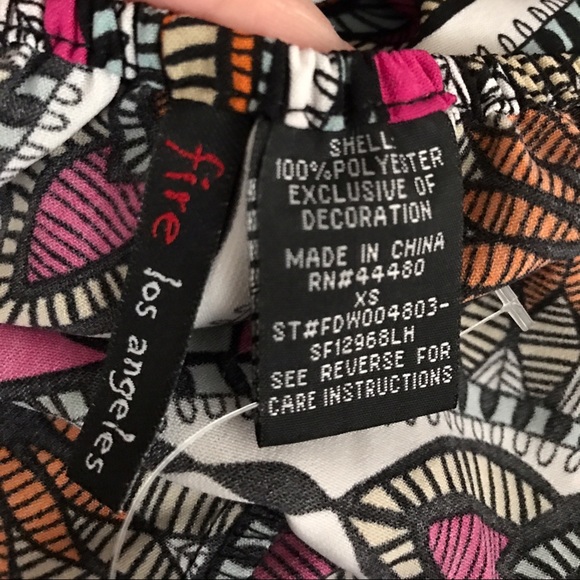 fire los angeles
SHELL
100%POLYESTER
EXCLUSIVE OF
DECORATION
MADE IN CHINA
RN#44480
XS
ST#FDW004803-
SF12968LH
SEE REVERSE FOR
CARE INSTRUCTIONS